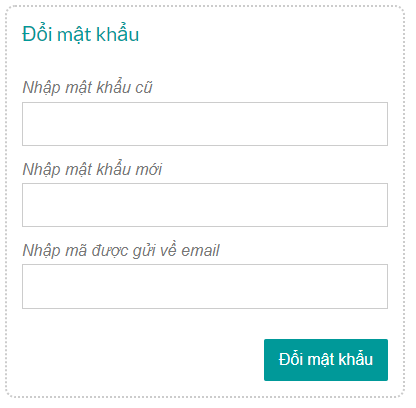 Đổi mật khẩu
Nhập mật khẩu cũ
Nhập mật khẩu mới
Nhập mã được gửi về email
Đổi mật khẩu